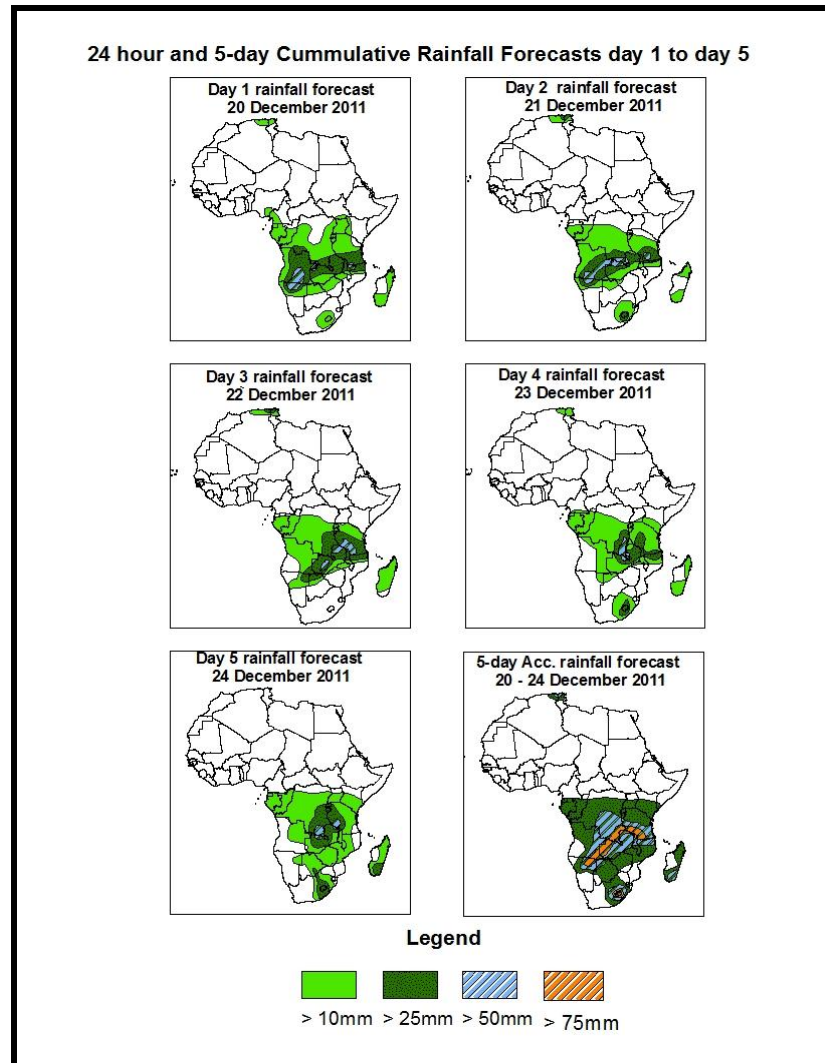 24 hour and 5-day Cummulative Rainfall Forecasts day 1 to day 5
Day 1 rainfall forecast
20 December 2011
Day 2 rainfall forecast
21 December 2011
Day 3 rainfall forecast
22 Decmber 2011
Day 4 rainfall forecast
23 December 2011
Day 5 rainfall forecast
24 December 2011
5-day Acc. rainfall forecast
20 - 24 December 2011
Legend
> 10mm > 25mm > 50mm > 75mm